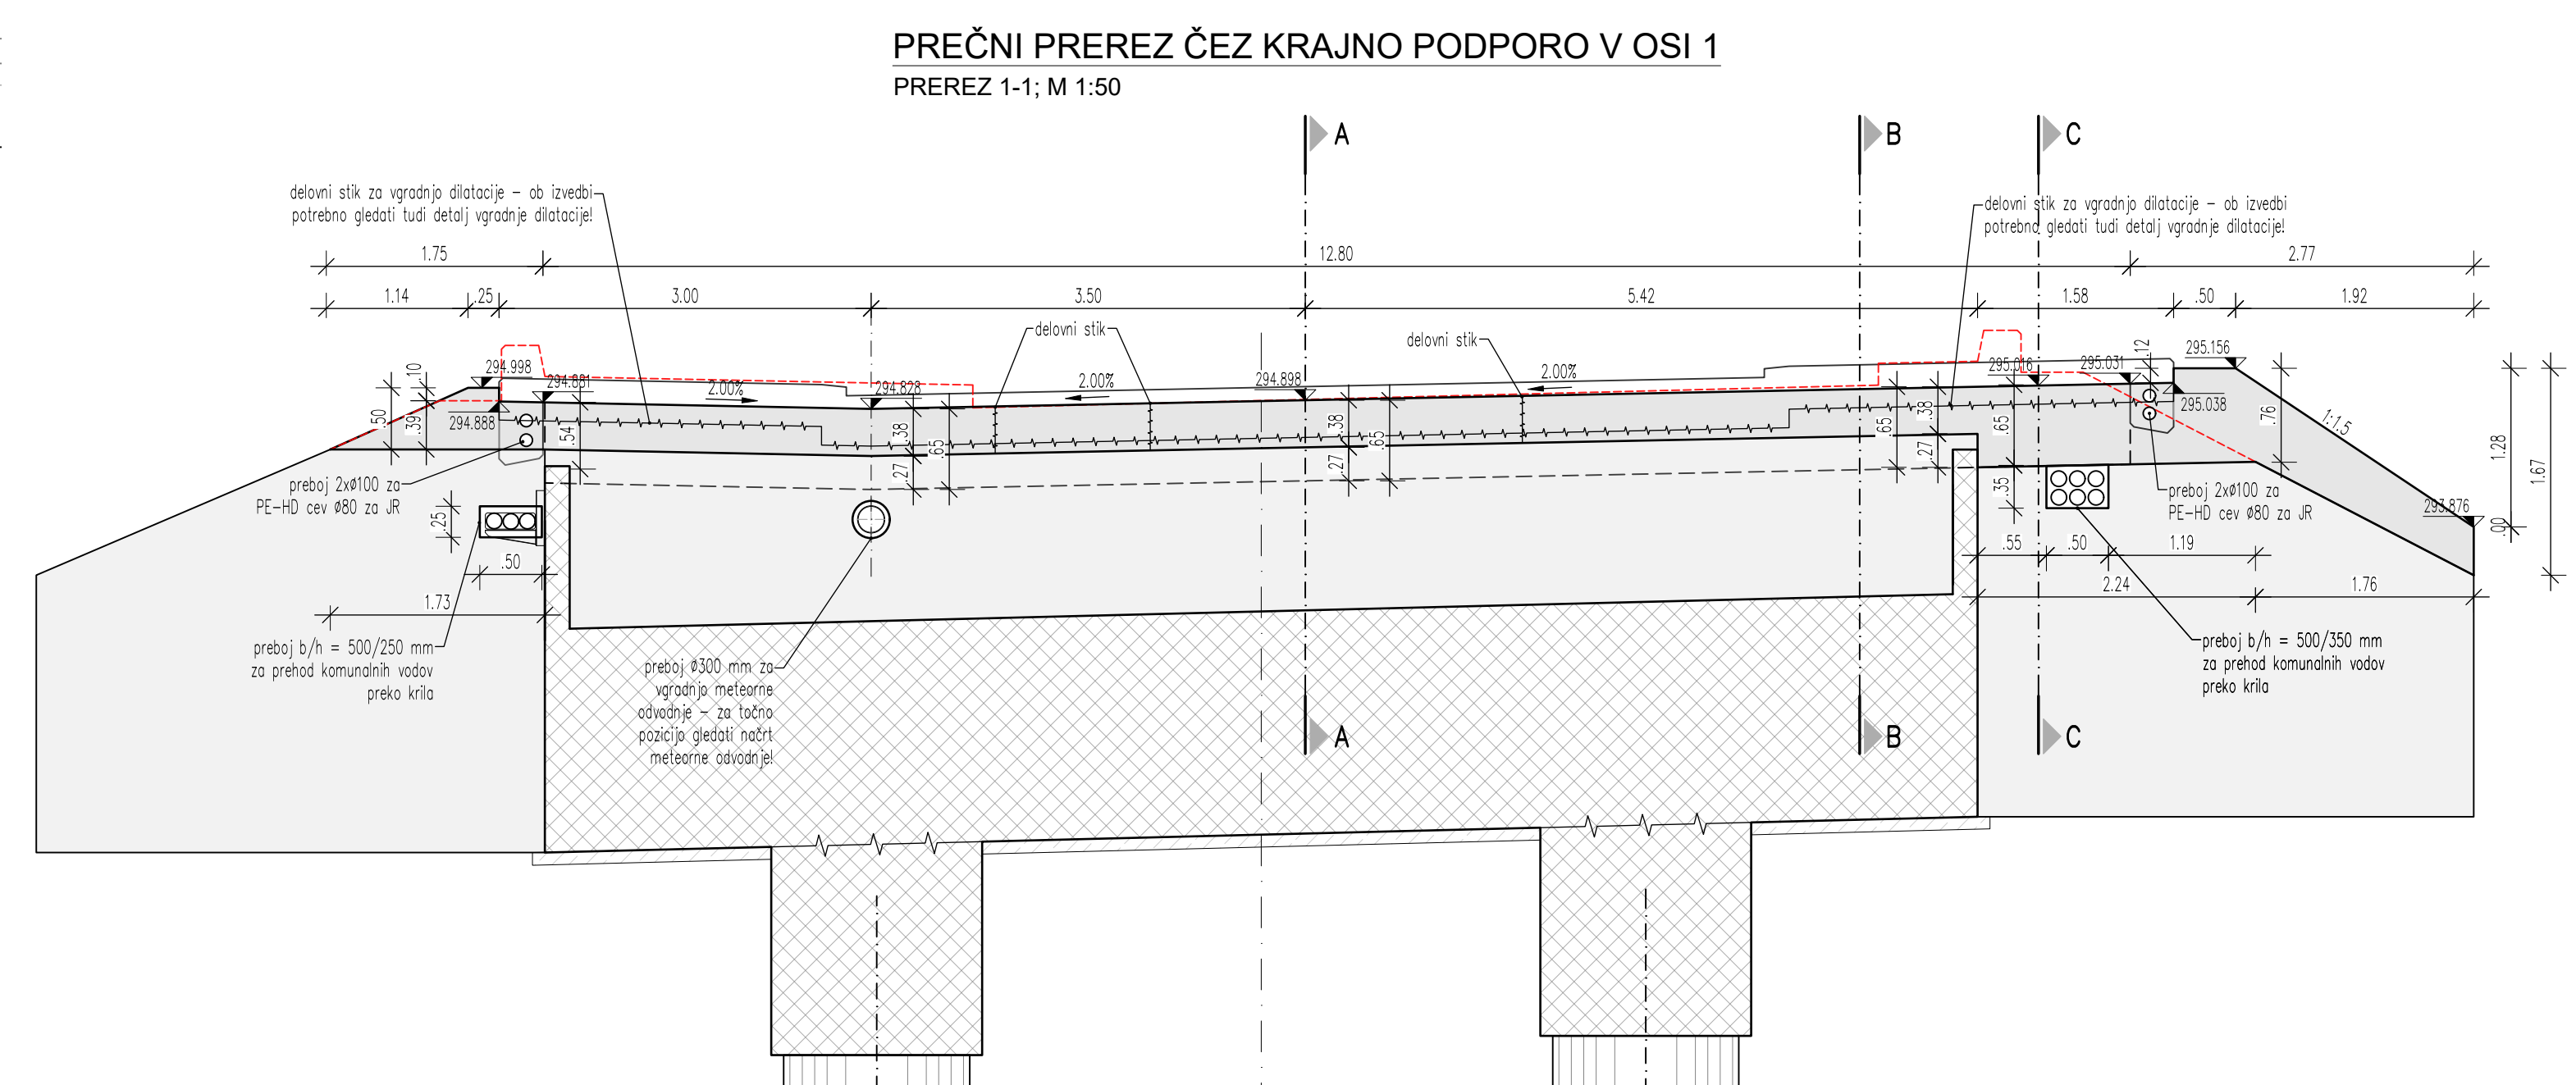 PREČNI PREREZ ČEZ KRAJNO PODPORO V OSI 1
PREREZ 1-1; M 1:50
A
B
C
delovni stik za vgradnjo dilatacije – ob izvedbi
potrebno gledati tudi detalj vgradnje dilatacije!
delovni stik za vgradnjo dilatacije – ob izvedbi
potrebno gledati tudi detalj vgradnje dilatacije!
1.75
12.80
2.77
1.14
.25
3.00
3.50
5.42
1.58
.50
1.92
delovni stik
delovni stik
294.998
294.881
2.00%
294.828
2.00%
294.898
2.00%
295.016
295.031
.12
295.156
.10
.50
.39
294.888
.54
.38
.65
.27
.38
.65
.27
.65
.38
.27
.65
.35
295.038
.76
1:1.5
1.28
1.67
293.876
.00
preboj 2xø100 za
PE-HD cev ø80 za JR
preboj 2xø100 za
PE-HD cev ø80 za JR
.25
.50
1.73
.55
.50
1.19
2.24
1.76
preboj b/h = 500/250 mm
za prehod komunalnih vodov
preko krila
preboj ø300 mm za
vgradnjo meteorne
odvodnje – za točno
pozicijo gledati načrt
meteorne odvodnje!
preboj b/h = 500/350 mm
za prehod komunalnih vodov
preko krila
A
B
C